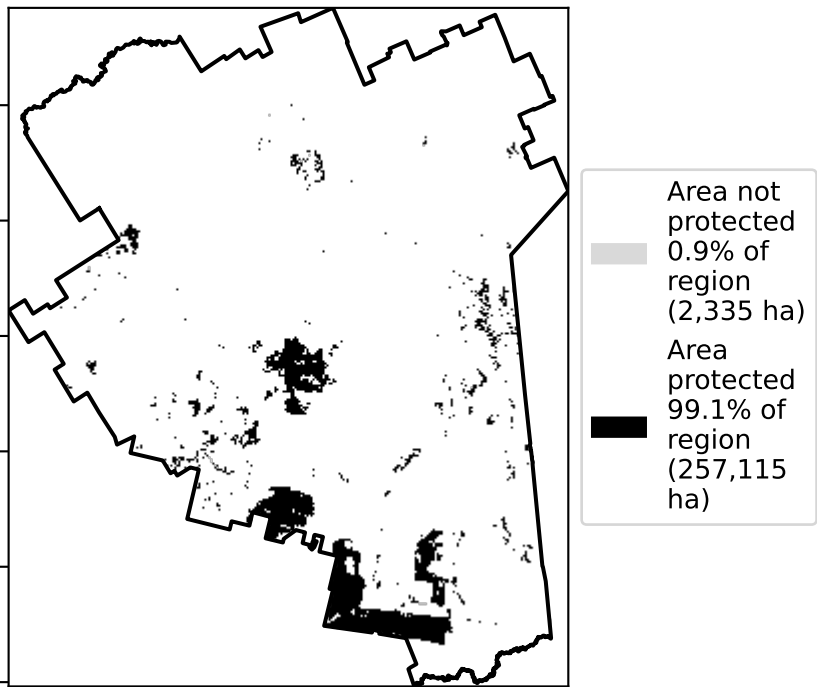 Area not
protected
0.9% of
region
(2,335 ha)
Area
protected
99.1% of
region
(257,115
ha)